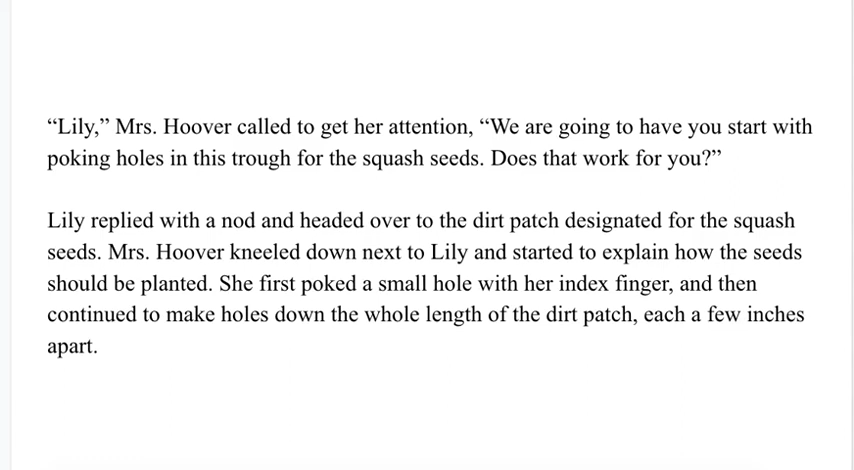 “Lily,” Mrs. Hoover called to get her attention, “We are going to have you start with
poking holes in this trough for the squash seeds. Does that work for you?”
Lily replied with a nod and headed over to the dirt patch designated for the squash
seeds. Mrs. Hoover kneeled down next to Lily and started to explain how the seeds
should be planted. She first poked a small hole with her index finger, and then
continued to make holes down the whole length of the dirt patch, each a few inches
apart.